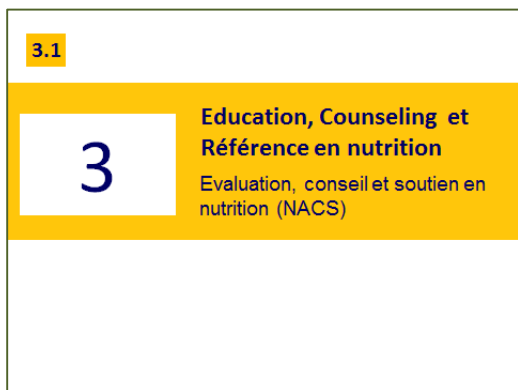 3.1
3
Education, Counseling et
Référence en nutrition
Evaluation, conseil et soutien en
nutrition (NACS)